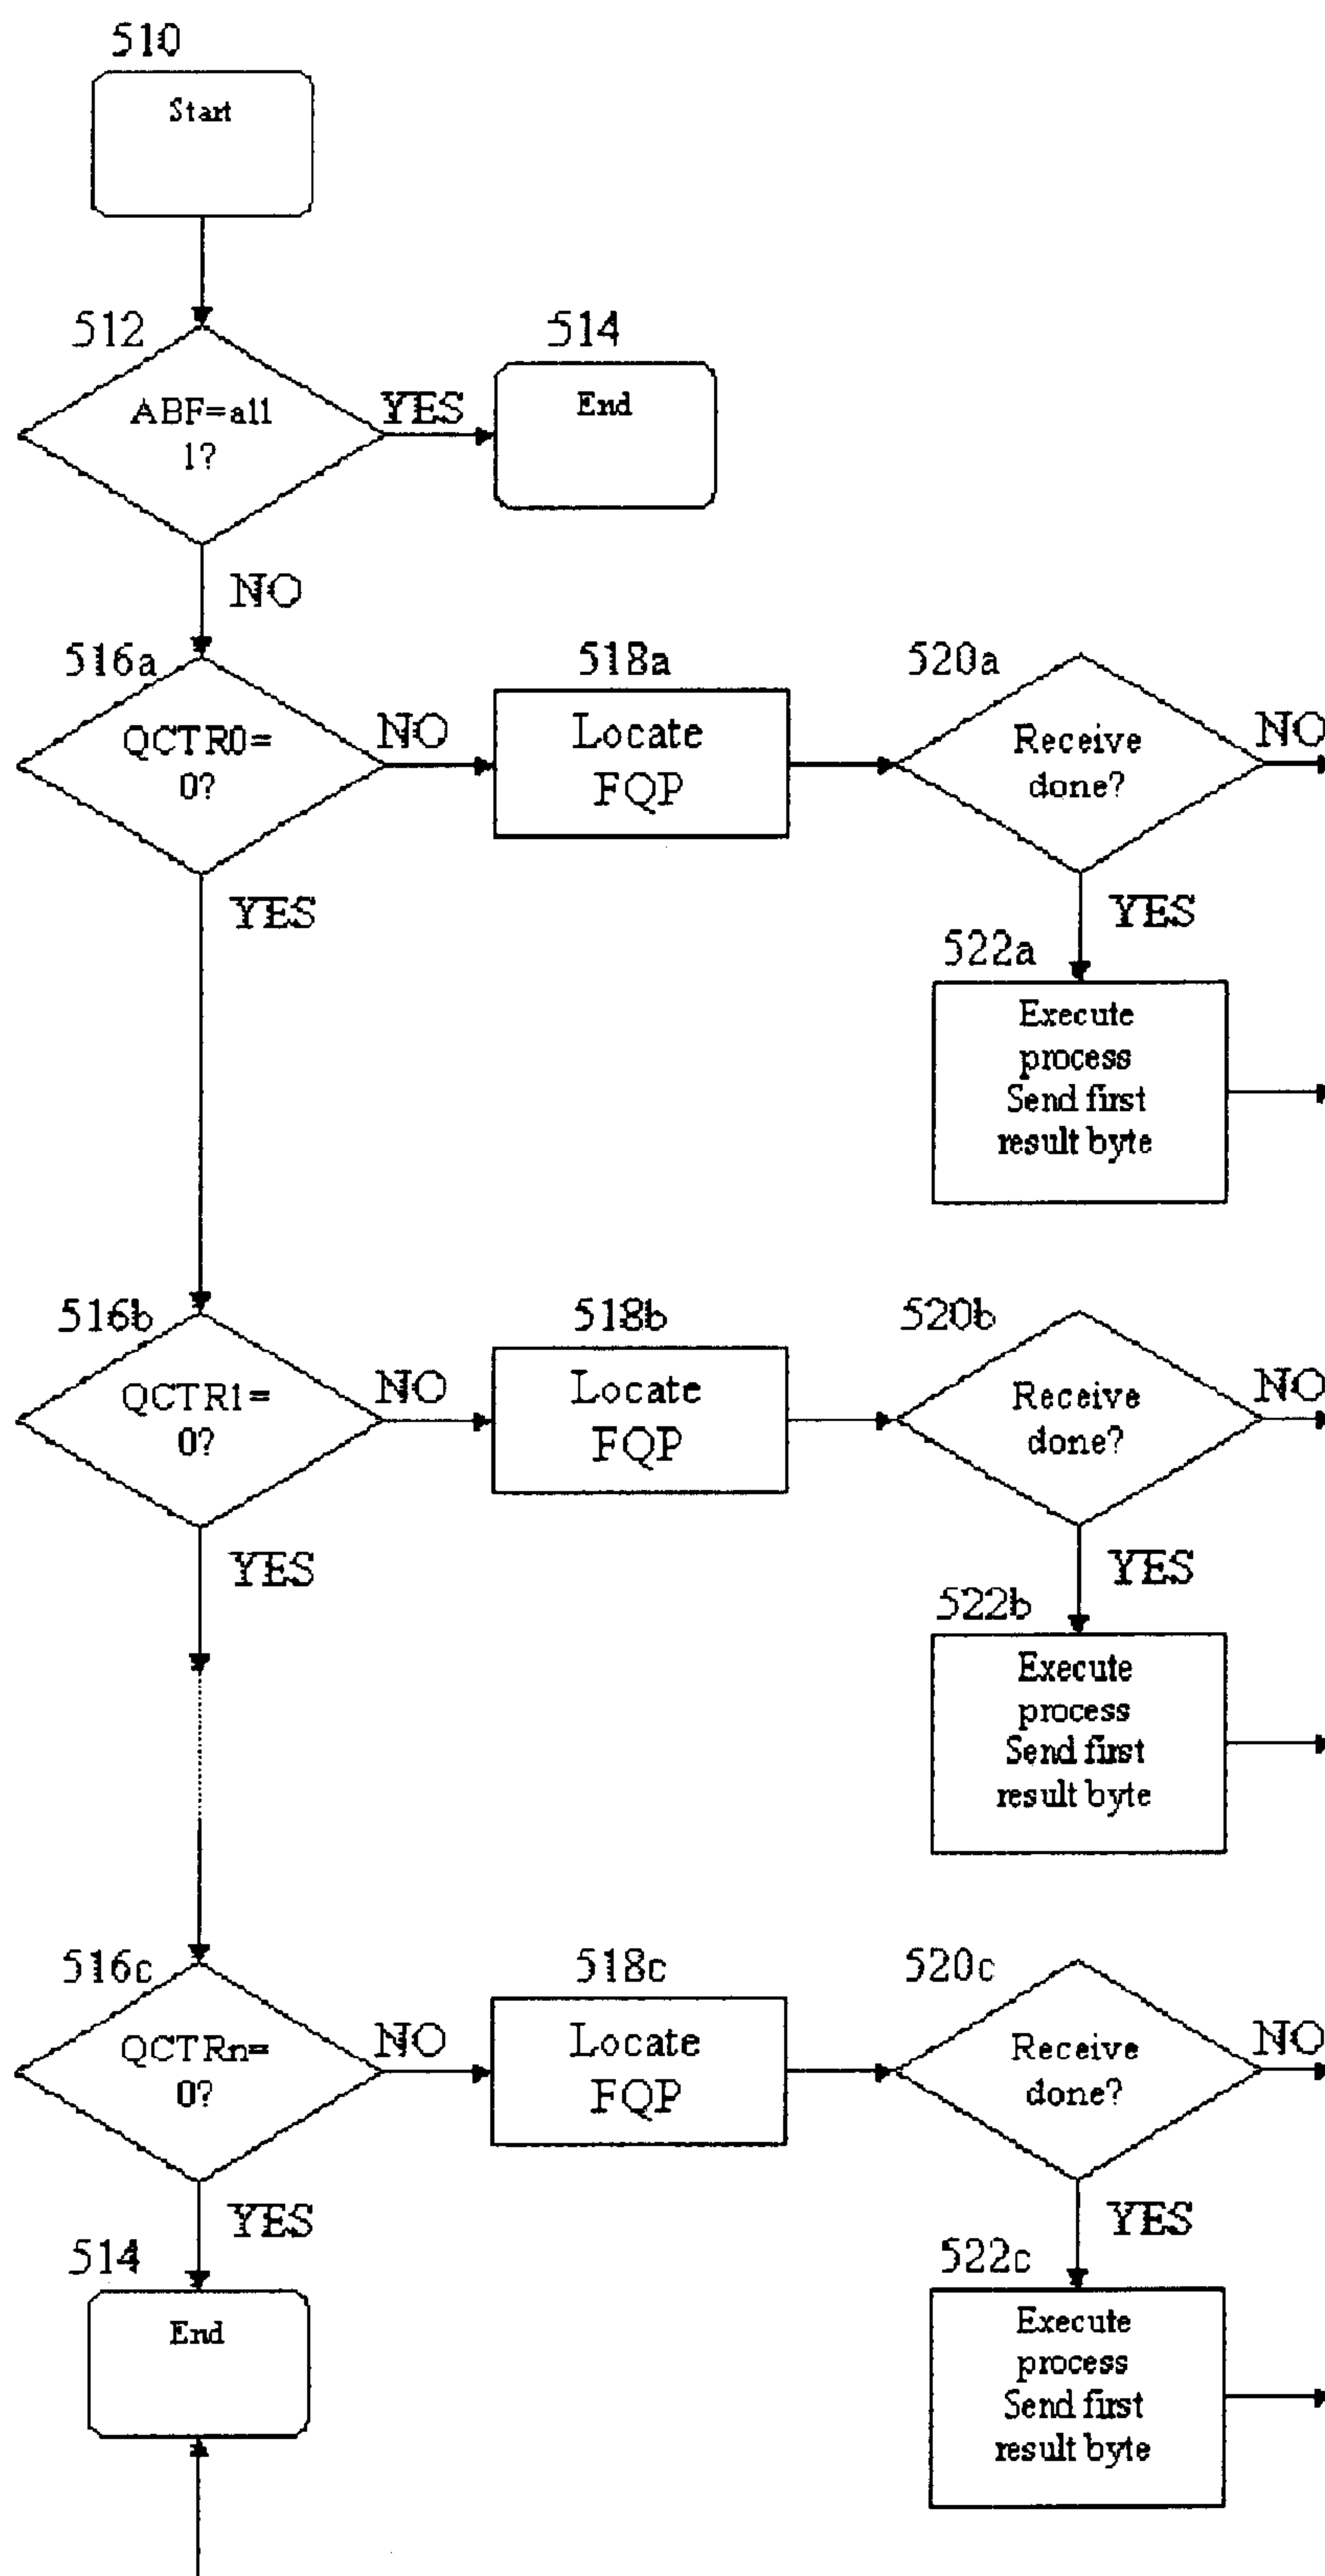 510
Start
512
514
ABF=all
1?
YES
End
NO
516a
518a
520a
QCTR0=
0?
NO
Locate
FQP
Receive
done?
NO
YES
YES
522a
Execute
process
Send first
result byte
516b
518b
520b
QCTR1=
0?
NO
Locate
FQP
Receive
done?
NO
YES
YES
522b
Execute
process
Send first
result byte
516c
518c
520c
QCTRn=
0?
NO
Locate
FQP
Receive
done?
NO
YES
YES
514
522c
End
Execute
process
Send first
result byte